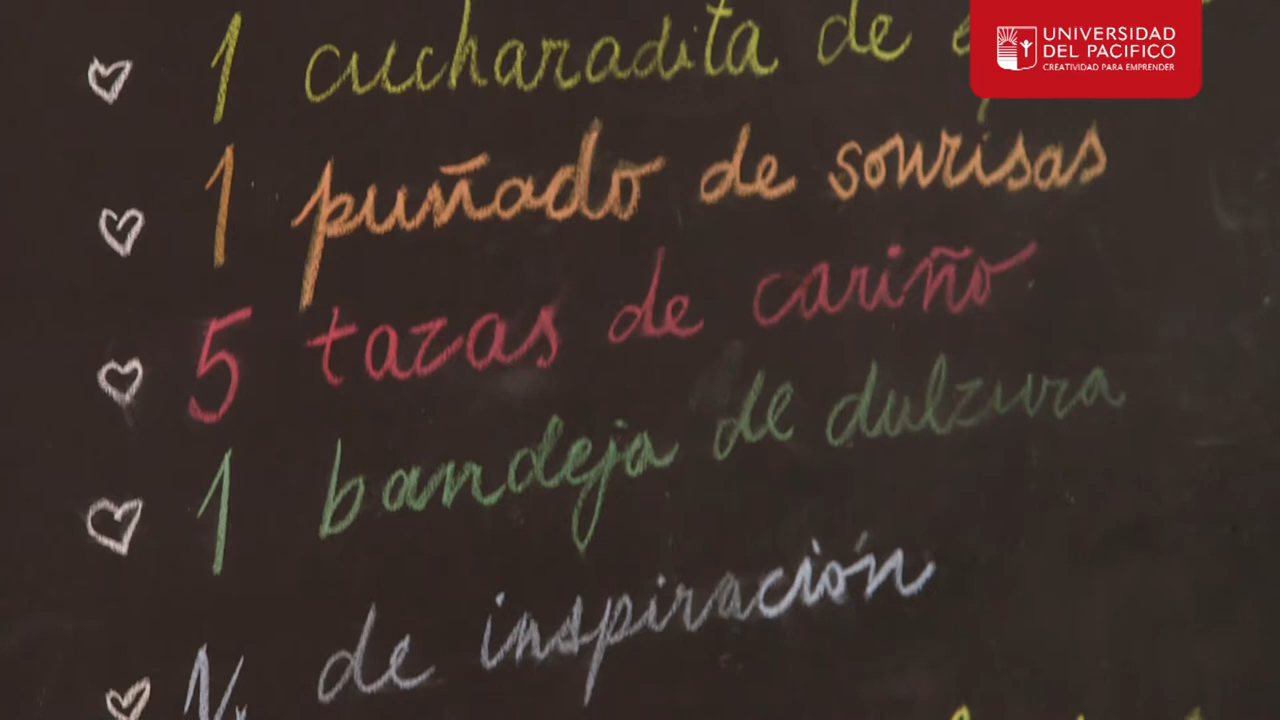 1 cucharadita de
1 puñado de sonrisas
5 tazas de cariño
1 bandeja de dulzura
de inspiración
UNIVERSIDAD
DEL PACIFICO
CREATIVIDAD PARA EMPRENDER